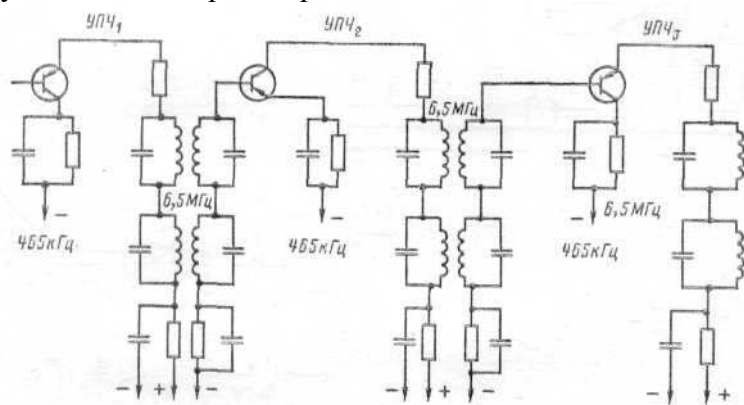 УПЧ1
УПЧ2
УПЧ3
6,5МГц
6,5МГц
6,5МГц
465кГц
465кГц
465кГц
- + -
- + -
- +